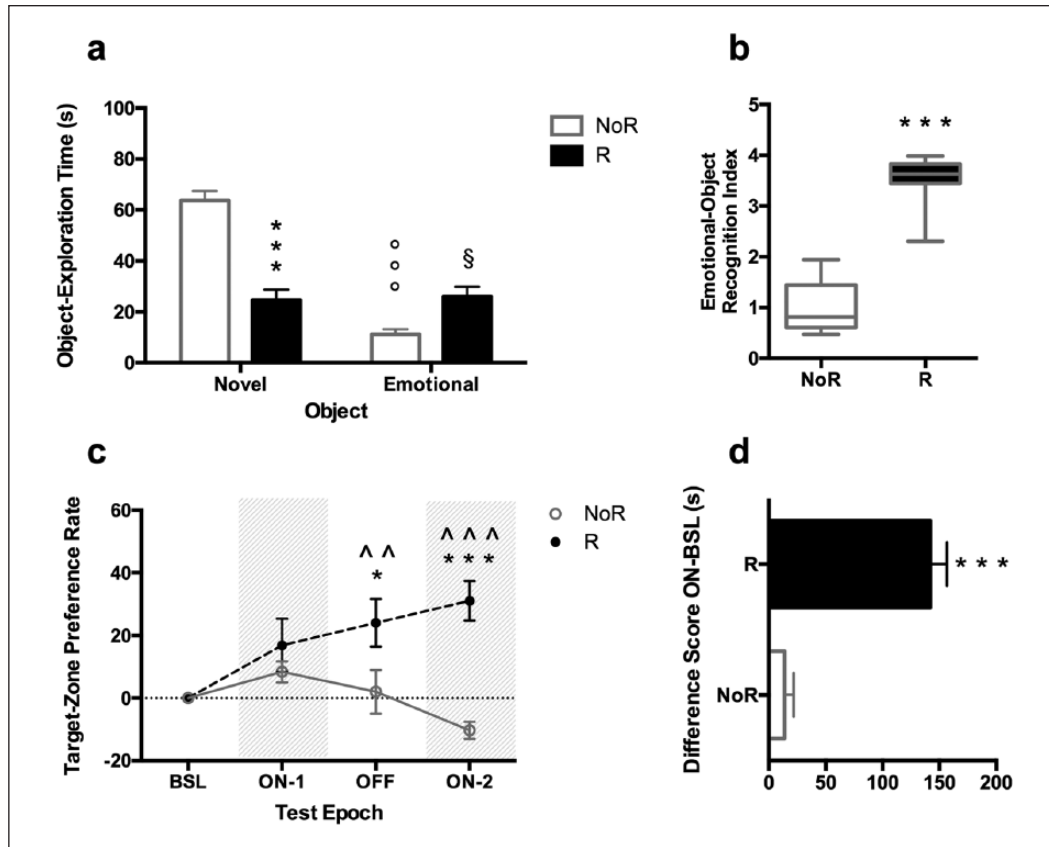 a
Object-Exploration Time (s)
100
80
60
40
20
0
* * *
° ° °
§
Novel
Emotional
Object
NoR
R
b
Emotional-Object
Recognition Index
5
4
3
2
1
0
* * *
NoR
R
c
Target-Zone Preference Rate
60
40
20
0
-20
^ ^
*
^ ^ ^
* * *
BSL
ON-1
OFF
ON-2
Test Epoch
NoR
R
d
Difference Score ON-BSL (s)
R
NoR
* * *
0
50
100
150
200